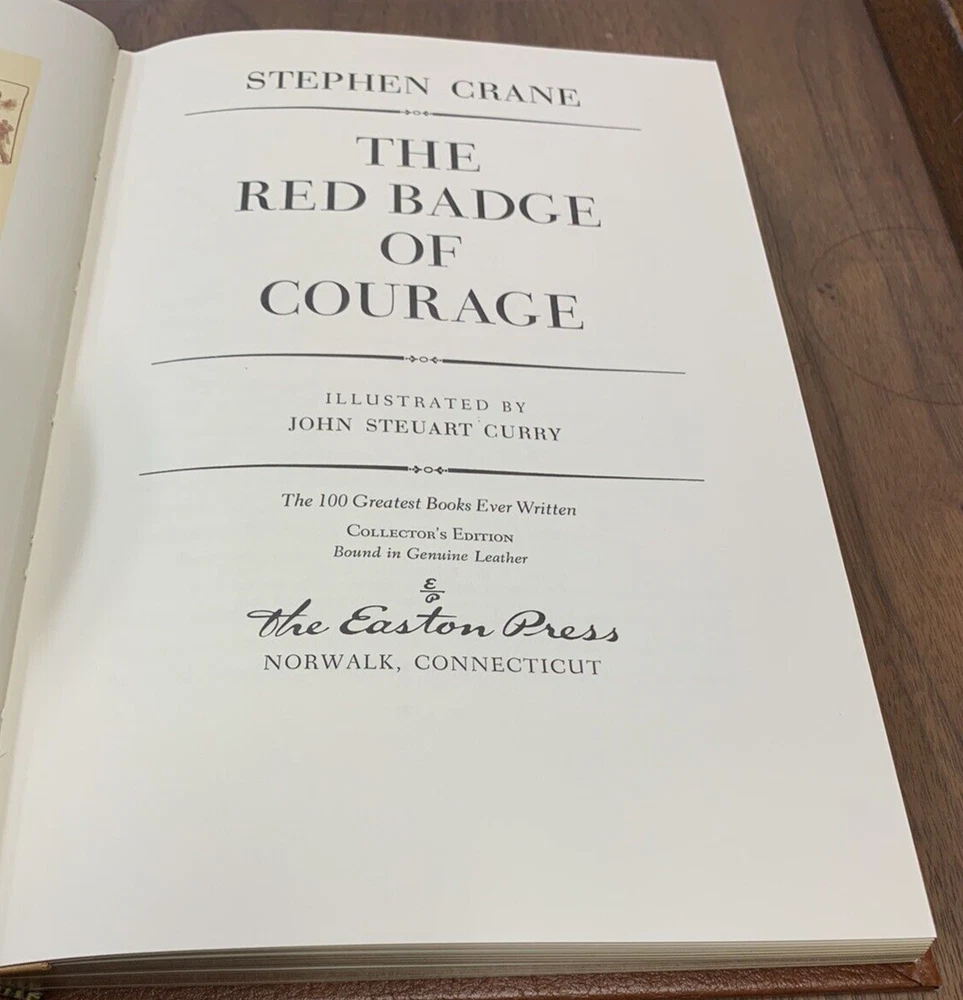 STEPHEN CRANE
THE
RED BADGE
OF
COURAGE
ILLUSTRATED BY
JOHN STEUART CURRY
The 100 Greatest Books Ever Written
COLLECTOR'S EDITION
Bound in Genuine Leather
E
P
The Easton Press
NORWALK, CONNECTICUT